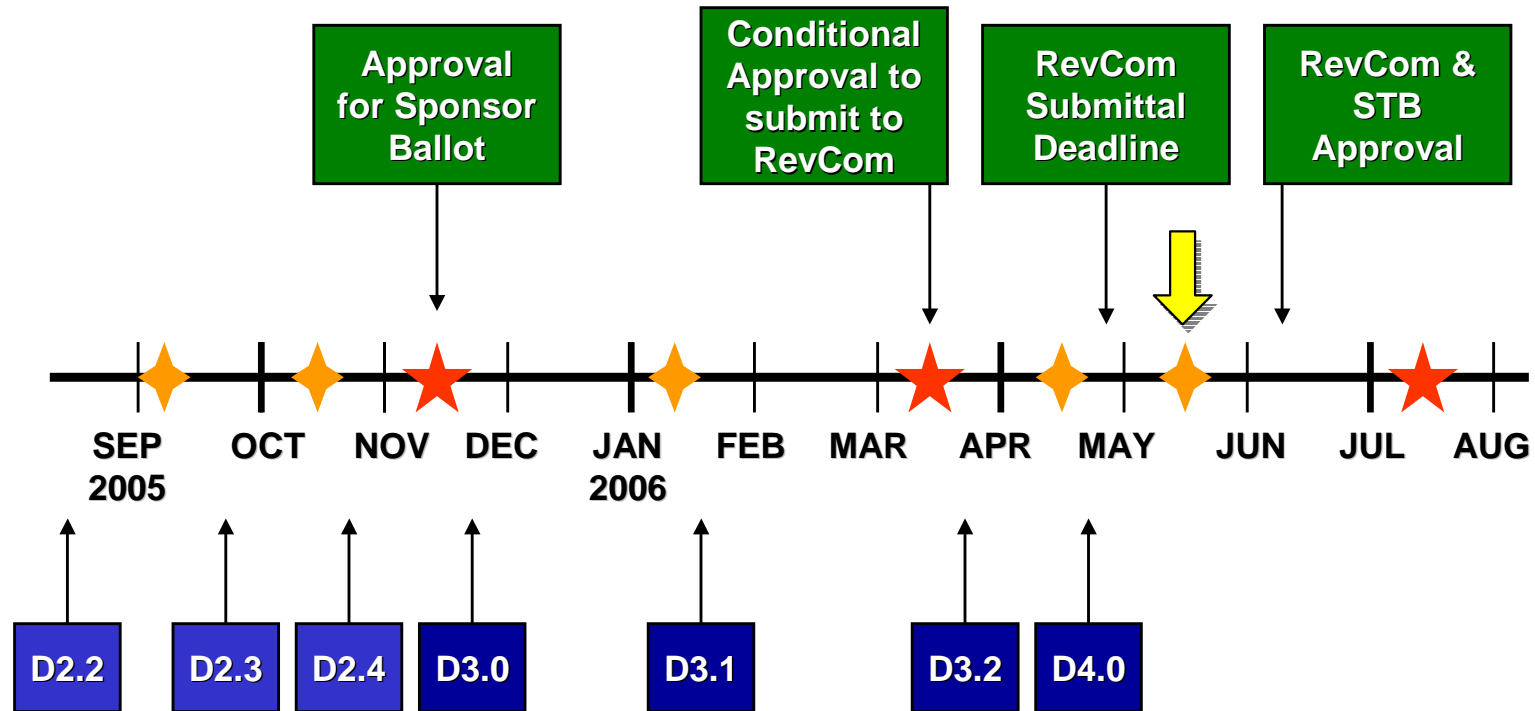 Approval
for Sponsor
Ballot
Conditional
Approval to
submit to
RevCom
RevCom
Submittal
Deadline
RevCom &
STB
Approval
SEP
2005
OCT
NOV
DEC
JAN
2006
FEB
MAR
APR
MAY
JUN
JUL
AUG
D2.2
D2.3
D2.4
D3.0
D3.1
D3.2
D4.0